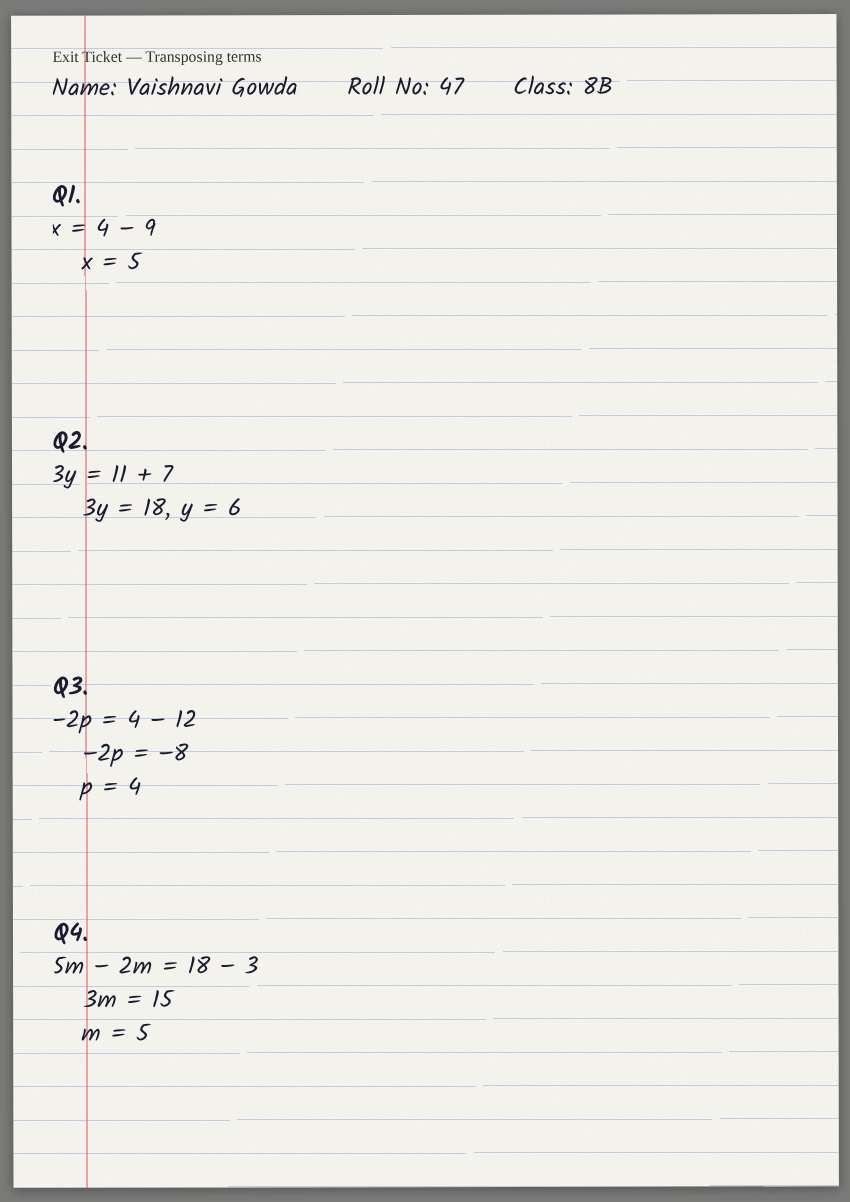 Exit Ticket — Transposing terms
Name: Vaishnavi Gowda Roll No: 47 Class: 8B
Q1.
x = 4 − 9
x = 5
Q2.
3y = 11 + 7
3y = 18, y = 6
Q3.
−2p = 4 − 12
−2p = −8
p = 4
Q4.
5m − 2m = 18 − 3
3m = 15
m = 5